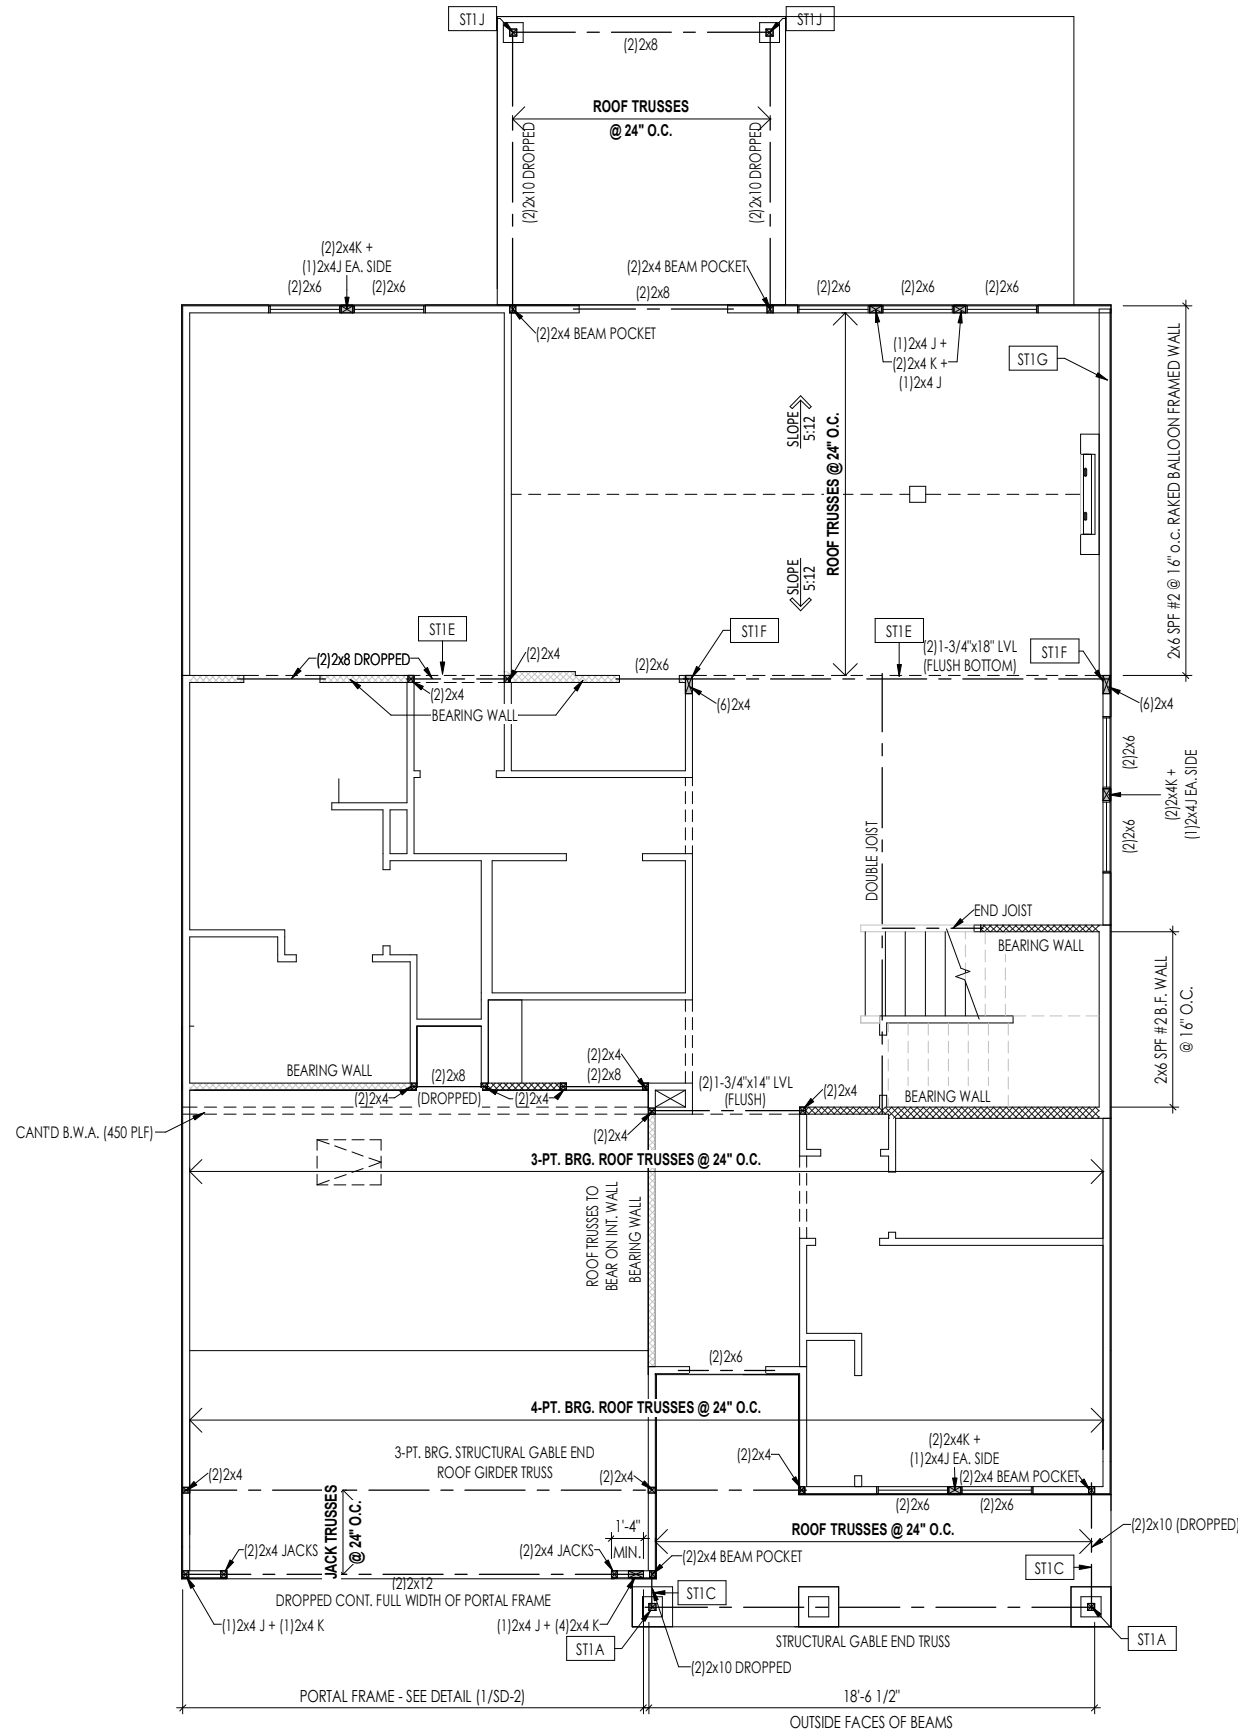 ST1J
ST1J
(2)2x8
ROOF TRUSSES
@ 24" O.C.
(2)2x10 DROPPED
(2)2x10 DROPPED
(2)2x4K +
(1)2x4J EA. SIDE
(2)2x6
(2)2x6
(2)2x4 BEAM POCKET
(2)2x8
(2)2x6
(2)2x6
(2)2x6
(2)2x4 BEAM POCKET
(1)2x4 J +
(2)2x4 K +
(1)2x4 J
ST1G
2x6 SPF #2 @ 16" o.c. RAKED BALLOON FRAMED WALL
SLOPE
5:12
ROOF TRUSSES @ 24" O.C.
SLOPE
5:12
ST1E
ST1F
ST1E
(2)1-3/4"x18" LVL
(FLUSH BOTTOM)
ST1F
(2)2x8 DROPPED
(2)2x4
(2)2x6
(2)2x4
BEARING WALL
(6)2x4
(6)2x4
(2)2x6
(2)2x4K +
(1)2x4J EA. SIDE
(2)2x6
DOUBLE JOIST
END JOIST
BEARING WALL
2x6 SPF #2 B.F. WALL
@ 16" O.C.
BEARING WALL
(2)2x4
(2)2x8
(DROPPED)
(2)2x4
(2)2x4
(2)2x8
(2)1-3/4"x14" LVL
(FLUSH)
(2)2x4
BEARING WALL
CANT'D B.W.A. (450 PLF)
(2)2x4
3-PT. BRG. ROOF TRUSSES @ 24" O.C.
ROOF TRUSSES TO
BEAR ON INT. WALL
BEARING WALL
(2)2x6
4-PT. BRG. ROOF TRUSSES @ 24" O.C.
3-PT. BRG. STRUCTURAL GABLE END
ROOF GIRDER TRUSS
(2)2x4
(2)2x4
(2)2x4
(2)2x4K +
(1)2x4J EA. SIDE
(2)2x4 BEAM POCKET
(2)2x6
(2)2x6
JACK TRUSSES
@ 24" O.C.
1'-4"
MIN.
ROOF TRUSSES @ 24" O.C.
(2)2x10 (DROPPED)
(2)2x4 JACKS
(2)2x4 JACKS
(2)2x4 BEAM POCKET
(2)2x12
DROPPED CONT. FULL WIDTH OF PORTAL FRAME
ST1C
ST1C
(1)2x4 J + (1)2x4 K
(1)2x4 J + (4)2x4 K
ST1A
STRUCTURAL GABLE END TRUSS
ST1A
(2)2x10 DROPPED
PORTAL FRAME - SEE DETAIL (1/SD-2)
18'-6 1/2"
OUTSIDE FACES OF BEAMS